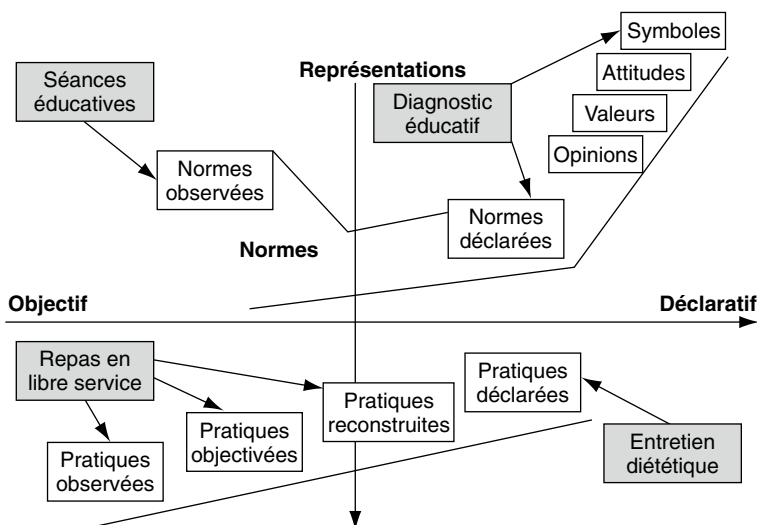 Symboles
Séances
éducatives
Représentations
Attitudes
Diagnostic
éducatif
Valeurs
Opinions
Normes
observées
Normes
déclarées
Normes
Objectif
Déclaratif
Repas en
libre service
Pratiques
déclarées
Pratiques
reconstruites
Pratiques
objectivées
Entretien
diététique
Pratiques
observées